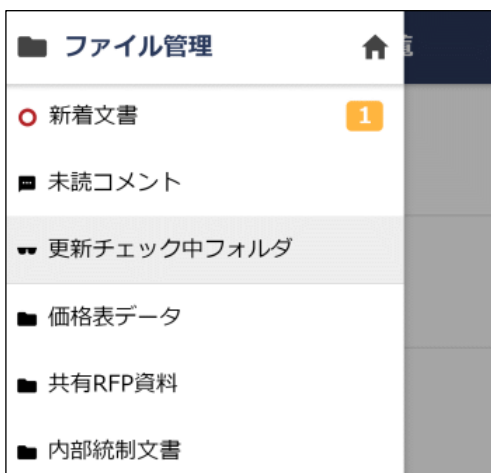 ファイル管理
新着文書 1
未読コメント
更新チェック中フォルダ
価格表データ
共有RFP資料
内部統制文書